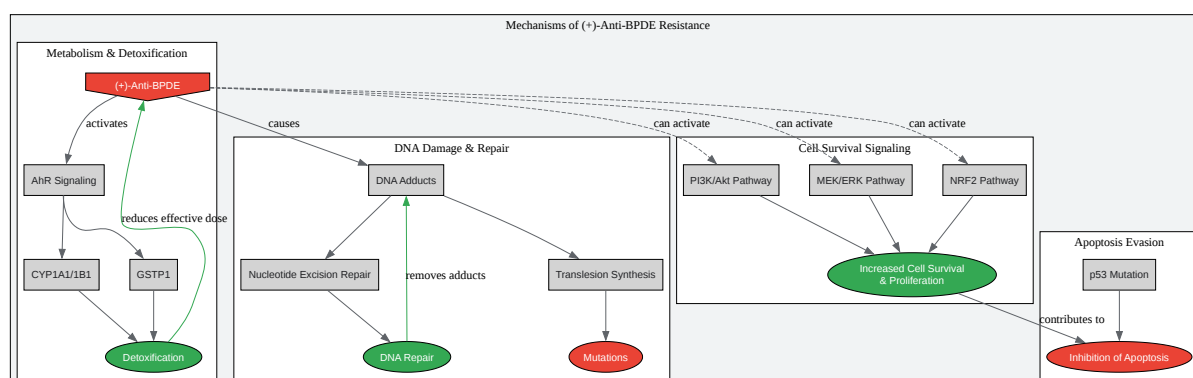 Mechanisms of (+)-Anti-BPDE Resistance
Metabolism & Detoxification
(+)-Anti-BPDE
activates
causes
can activate
can activate
can activate
DNA Damage & Repair
Cell Survival Signaling
AhR Signaling
DNA Adducts
PI3K/Akt Pathway
MEK/ERK Pathway
NRF2 Pathway
reduces effective dose
Apoptosis Evasion
CYP1A1/1B1
GSTP1
Nucleotide Excision Repair
removes adducts
Translesion Synthesis
Increased Cell Survival
& Proliferation
p53 Mutation
contributes to
Detoxification
DNA Repair
Mutations
Inhibition of Apoptosis